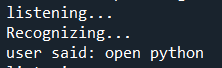 listening...
Recognizing...
user said: open python